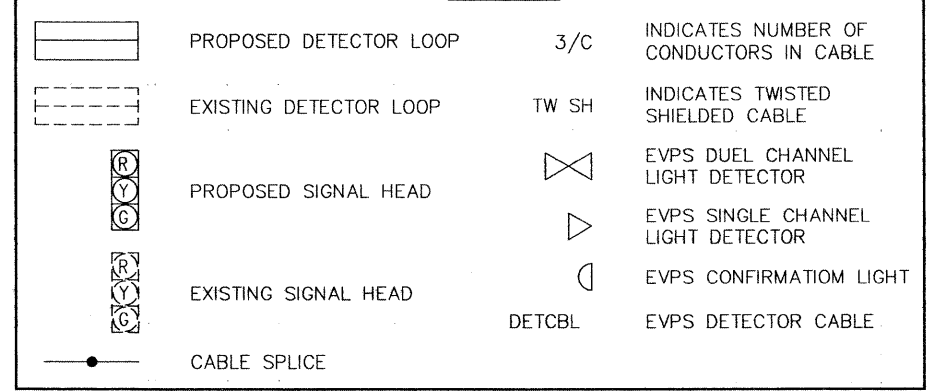 PROPOSED DETECTOR LOOP
EXISTING DETECTOR LOOP
R
Y
G
PROPOSED SIGNAL HEAD
R
Y
G
EXISTING SIGNAL HEAD
CABLE SPLICE
3/C
INDICATES NUMBER OF
CONDUCTORS IN CABLE
TW SH
INDICATES TWISTED
SHIELDED CABLE
EVPS DUEL CHANNEL
LIGHT DETECTOR
EVPS SINGLE CHANNEL
LIGHT DETECTOR
EVPS CONFIRMATIOM LIGHT
DETCBL
EVPS DETECTOR CABLE